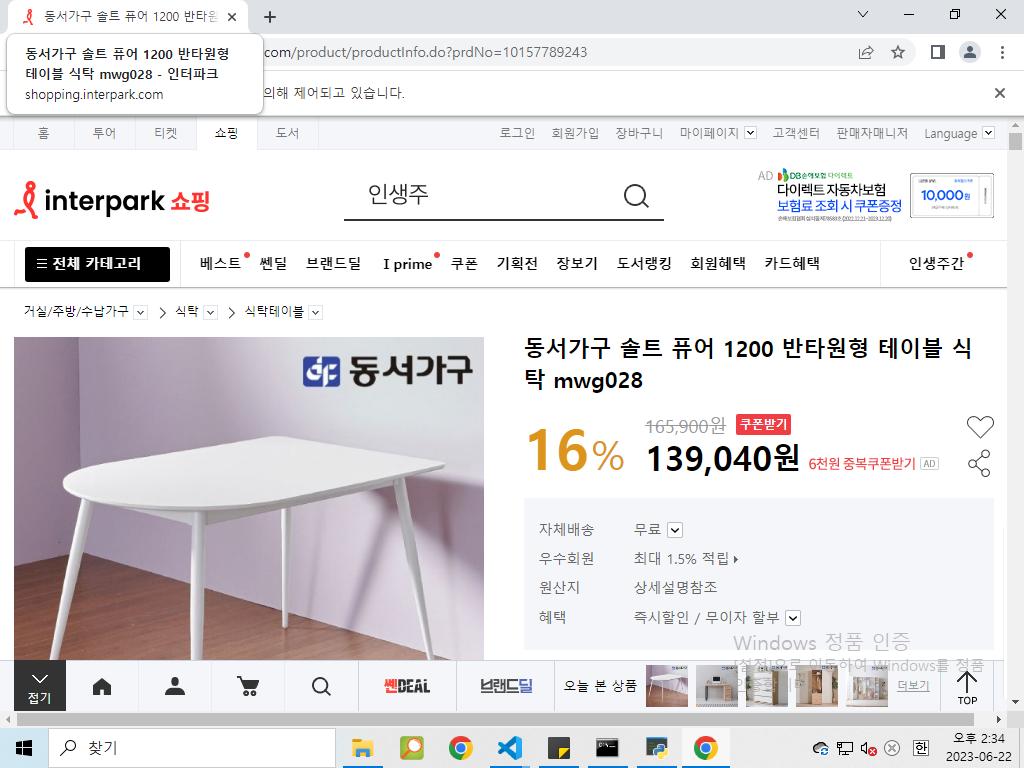 동서가구 솔트 퓨어 1200 반타원
동서가구 솔트 퓨어 1200 반타원형
테이블 식탁 mwg028 - 인터파크
shopping.interpark.com
com/product/productInfo.do?prdNo=10157789243
의해 제어되고 있습니다.
홈 투어 티켓 쇼핑 도서 로그인 회원가입 장바구니 마이페이지 고객센터 판매자매니저 Language
interpark 쇼핑
인생주
AD DB손해보험 다이렉트
다이렉트 자동차보험
보험료 조회 시 쿠폰증정
10,000원
전체 카테고리 베스트 쎈딜 브랜드딜 I prime 쿠폰 기획전 장보기 도서랭킹 회원혜택 카드혜택 인생주간
거실/주방/수납가구 식탁 식탁테이블
동서가구
동서가구 솔트 퓨어 1200 반타원형 테이블 식
탁 mwg028
16% 165,900원 쿠폰받기
139,040원 6천원 중복쿠폰받기 AD
자체배송 무료
우수회원 최대 1.5% 적립
원산지 상세설명참조
혜택 즉시할인 / 무이자 할부
Windows 정품 인증
[설정]으로 이동하여 Windows를 정품
접기 쎈DEAL 브랜드딜 오늘 본 상품 더보기 TOP
찾기
한
오후 2:34
2023-06-22